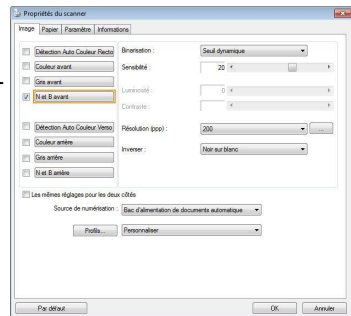 Propriétés du scanner
Image Papier Paramètre Informations
Détection Auto Couleur Recto
Couleur avant
Gris avant
N et B avant
Détection Auto Couleur Verso
Couleur arrière
Gris arrière
N et B arrière
Binarisation : Seuil dynamique
Sensibilité : 20
Luminosité : 0
Contraste :
Résolution (ppp) : 200 ...
Inverser : Noir sur blanc
Les mêmes réglages pour les deux côtés
Source de numérisation : Bac d'alimentation de documents automatique
Profils... Personnaliser
Par défaut OK Annuler